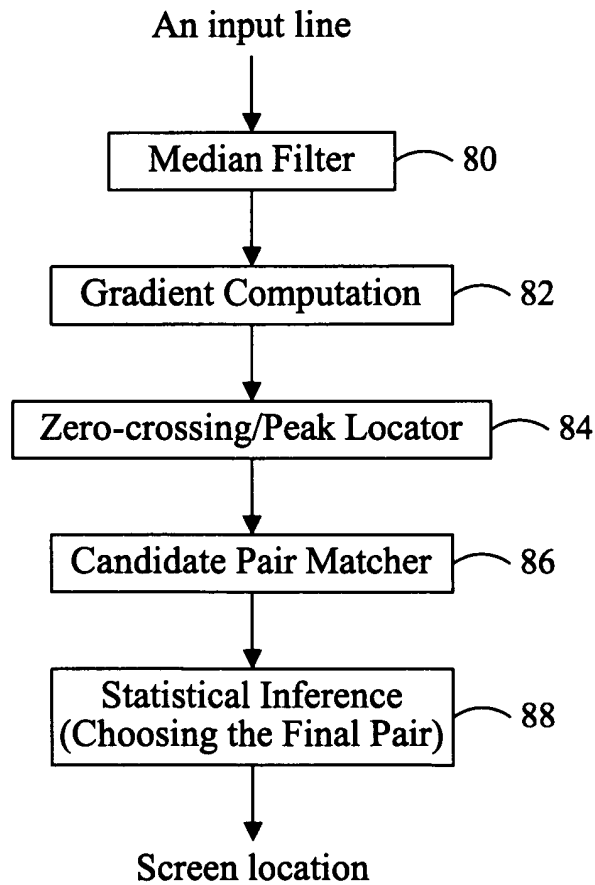 An input line
Median Filter 80
Gradient Computation 82
Zero-crossing/Peak Locator 84
Candidate Pair Matcher 86
Statistical Inference
(Choosing the Final Pair) 88
Screen location